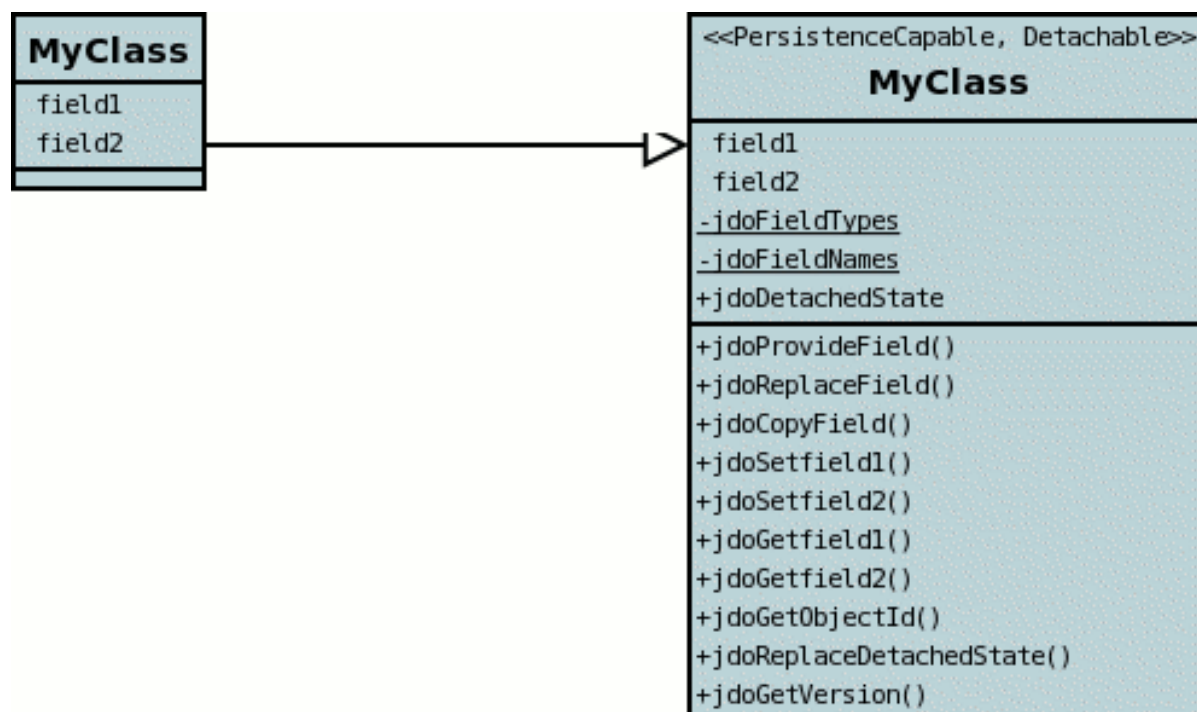 MyClass
field1
field2
<<PersistenceCapable, Detachable>>
MyClass
field1
field2
-jdoFieldTypes
-jdoFieldNames
+jdoDetachedState
+jdoProvideField()
+jdoReplaceField()
+jdoCopyField()
+jdoSetfield1()
+jdoSetfield2()
+jdoGetfield1()
+jdoGetfield2()
+jdoGetObjectId()
+jdoReplaceDetachedState()
+jdoGetVersion()